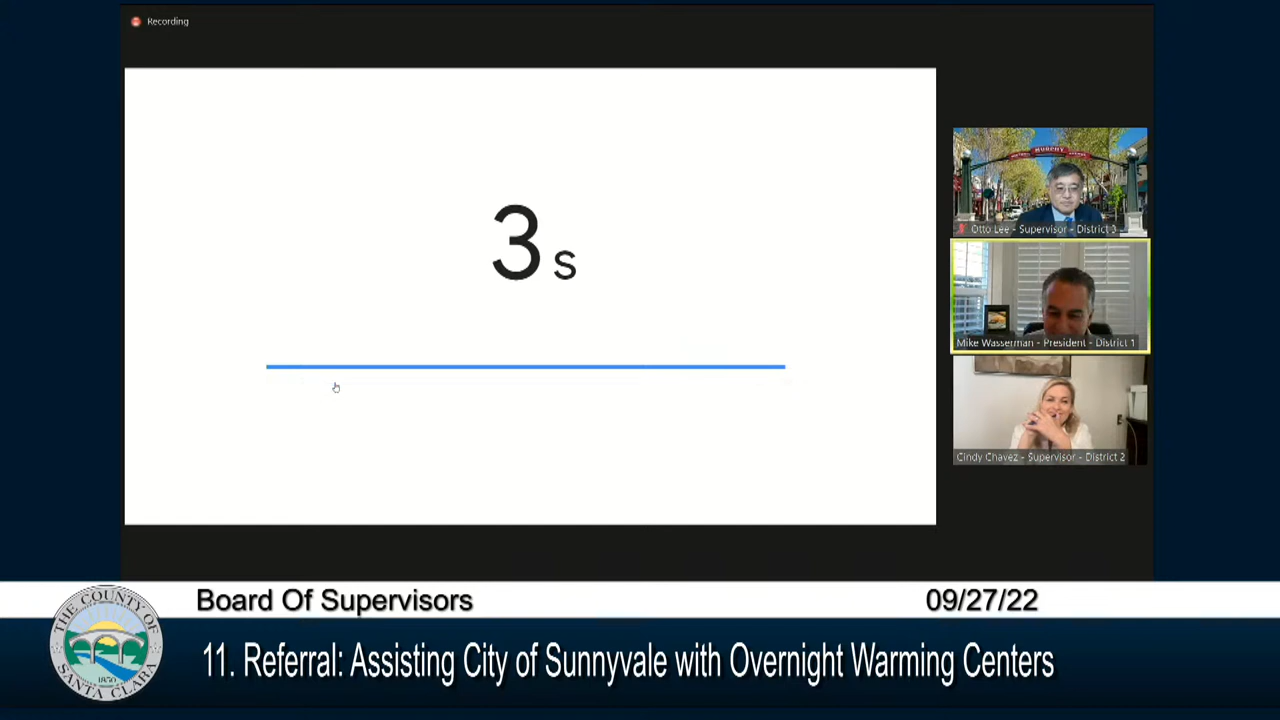 Recording
3 s
MURPHY
Otto Lee - Supervisor - District 3
Mike Wasserman - President - District 1
Cindy Chavez - Supervisor - District 2
Board Of Supervisors
09/27/22
THE COUNTY OF SANTA CLARA
1850
11. Referral: Assisting City of Sunnyvale with Overnight Warming Centers